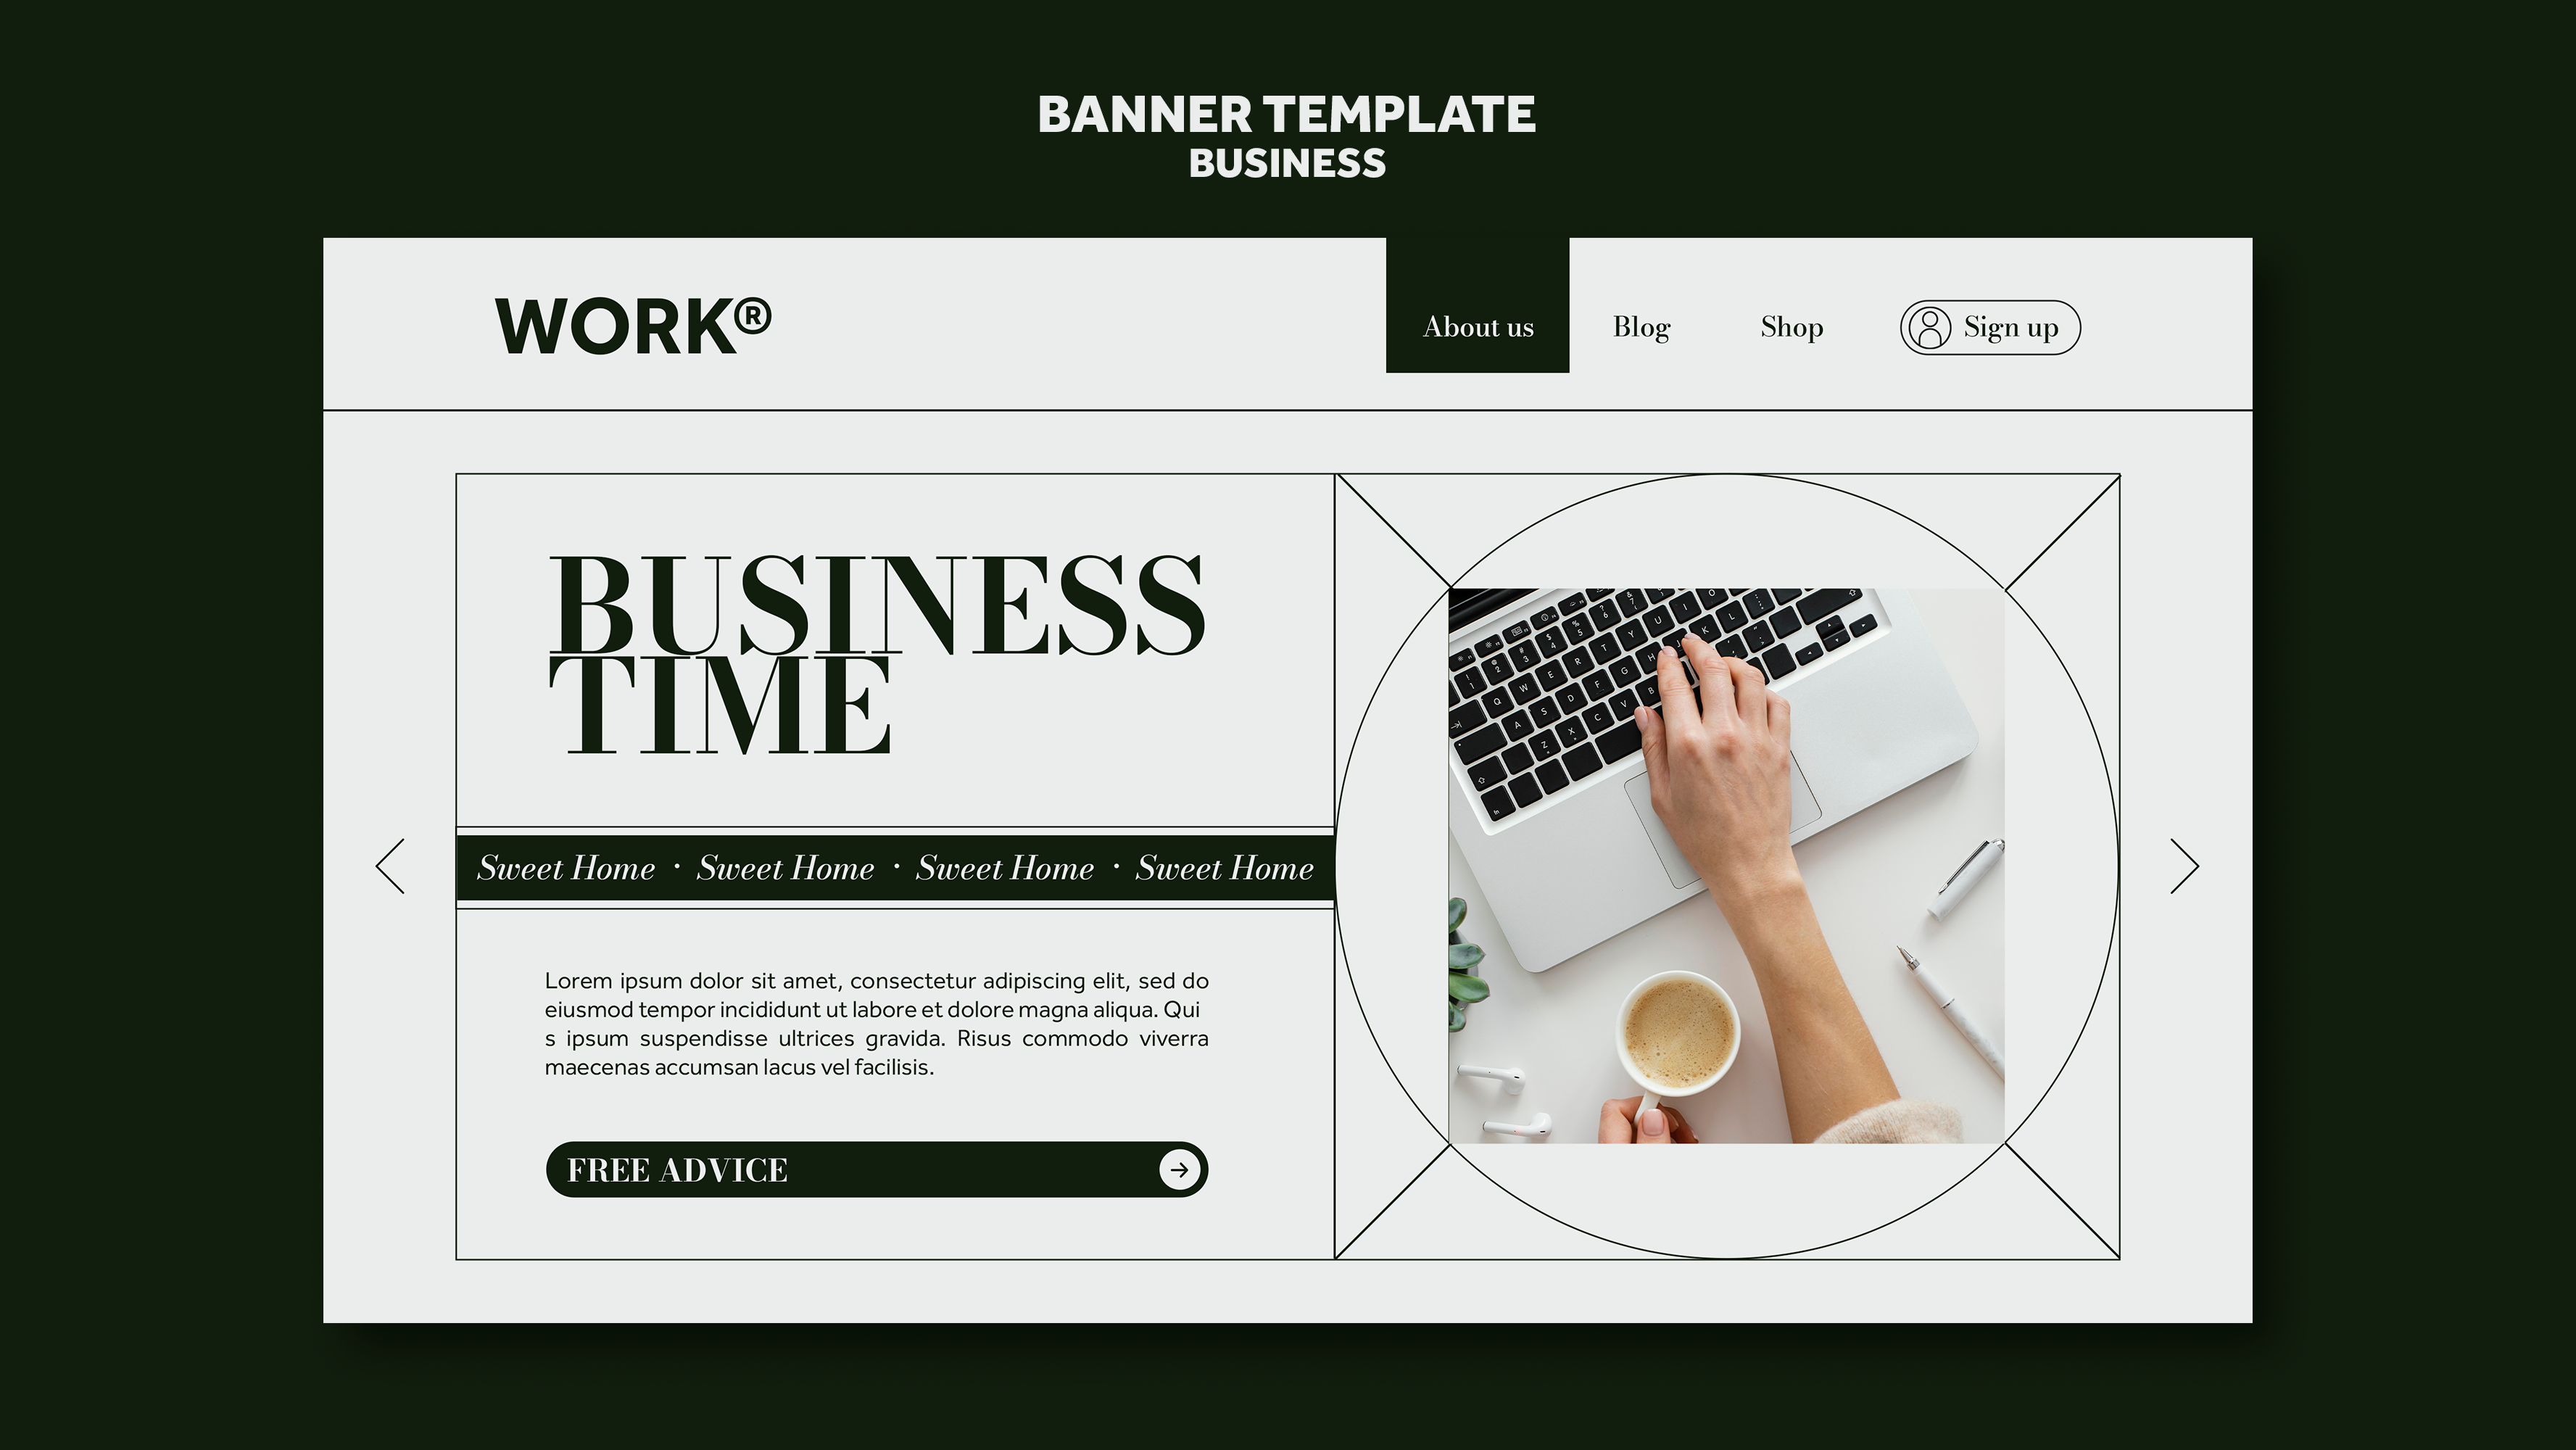 BANNER TEMPLATE
BUSINESS
WORK®
About us Blog Shop Sign up
BUSINESS
TIME
Sweet Home · Sweet Home · Sweet Home · Sweet Home
Lorem ipsum dolor sit amet, consectetur adipiscing elit, sed do
eiusmod tempor incididunt ut labore et dolore magna aliqua. Qui
s ipsum suspendisse ultrices gravida. Risus commodo viverra
maecenas accumsan lacus vel facilisis.
FREE ADVICE